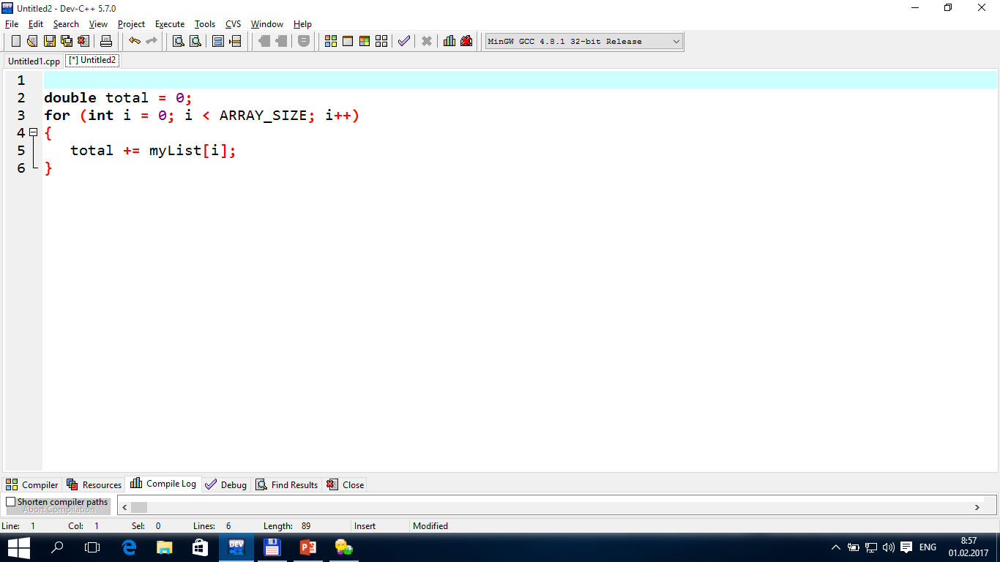 Untitled2 - Dev-C++ 5.7.0
File Edit Search View Project Execute Tools CVS Window Help
MinGW GCC 4.8.1 32-bit Release
Untitled1.cpp [*] Untitled2
1
2 double total = 0;
3 for (int i = 0; i < ARRAY_SIZE; i++)
4 {
5 total += myList[i];
6 }
Compiler Resources Compile Log Debug Find Results Close
Shorten compiler paths
Abort Compilation
Line: 1 Col: 1 Sel: 0 Lines: 6 Length: 89 Insert Modified
DEV C++ P ENG 8:57
01.02.2017